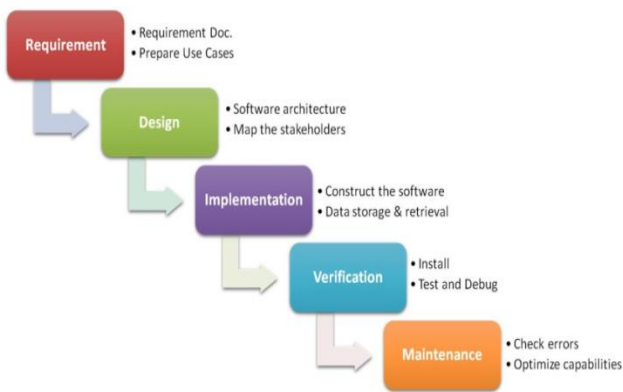 Requirement
• Requirement Doc.
• Prepare Use Cases
Design
• Software architecture
• Map the stakeholders
Implementation
• Construct the software
• Data storage & retrieval
Verification
• Install
• Test and Debug
Maintenance
• Check errors
• Optimize capabilities